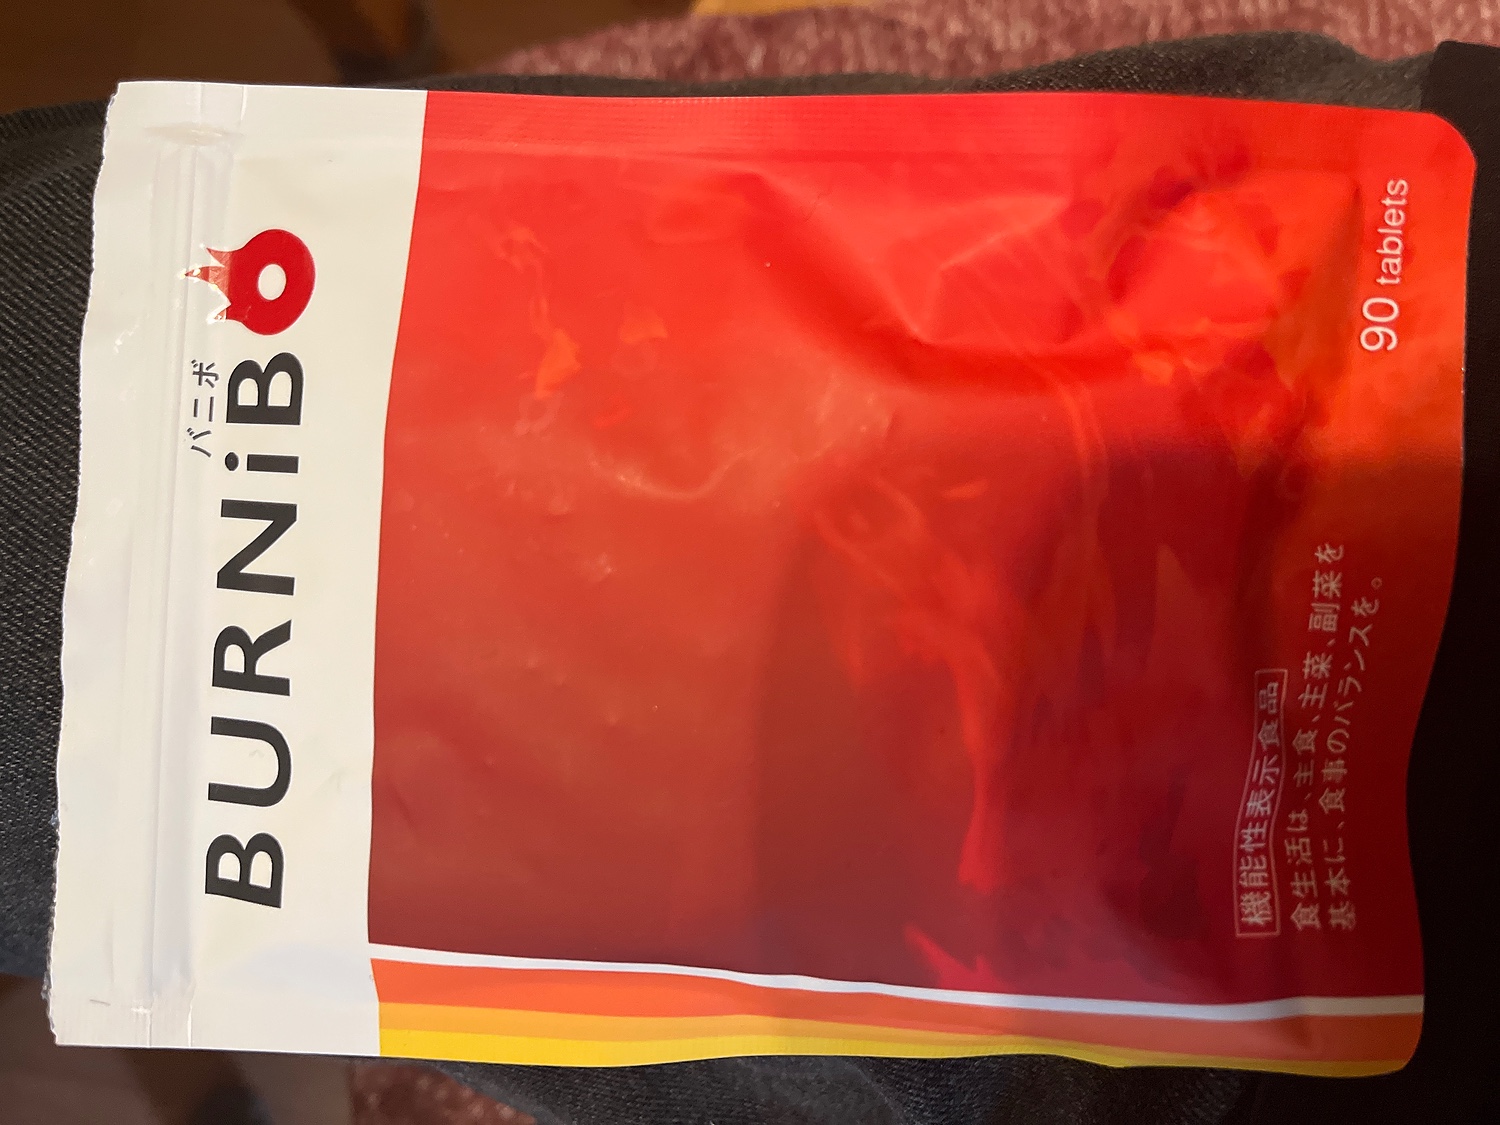 バニボ
BURNiBO
機能性表示食品
食生活は、主食、主菜、副菜を
基本に、食事のバランスを。
90 tablets